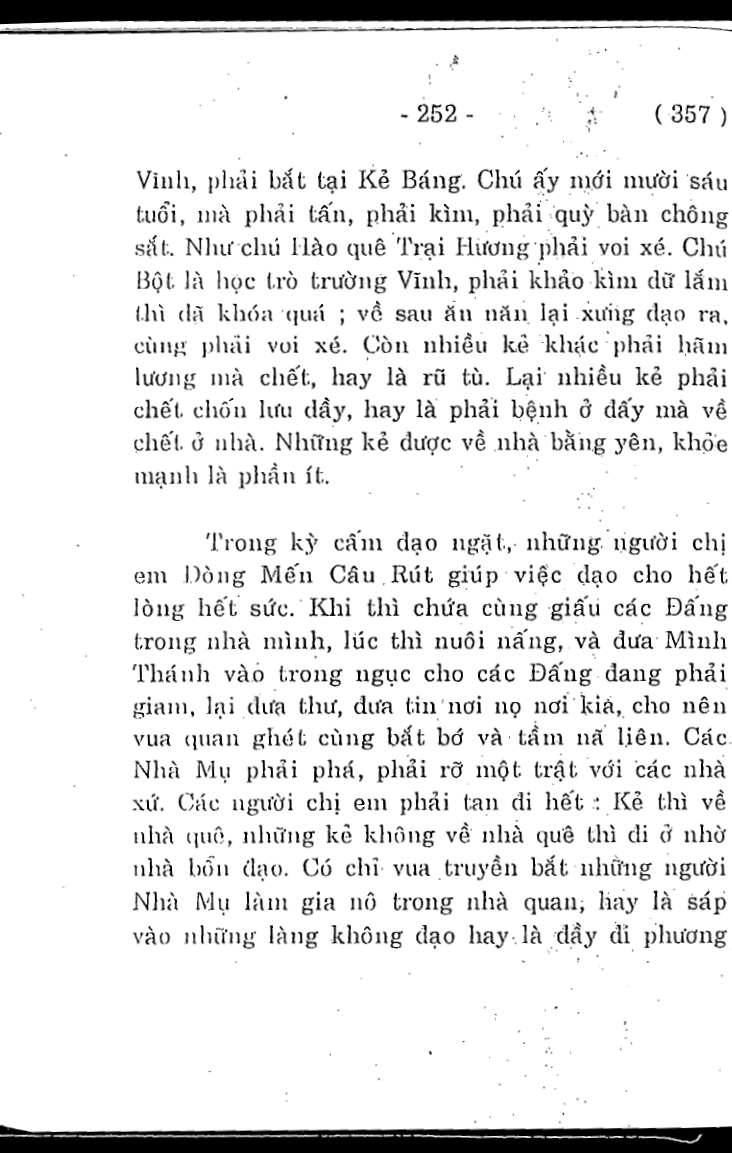 - 252 - ( 357 )
Vĩnh, phải bắt tại Kẻ Báng. Chú ấy mới mười sáu
tuổi, mà phải tấn, phải kìm, phải quỳ bàn chông
sắt. Như chú Hào quê Trại Hương phải voi xé. Chú
Bột là học trò trường Vĩnh, phải khảo kìm dữ lắm
thì đã khóa quá ; về sau ăn năn lại xưng đạo ra,
cùng phải voi xé. Còn nhiều kẻ khác phải hãm
lương mà chết, hay là rũ tù. Lại nhiều kẻ phải
chết chốn lưu đầy, hay là phải bệnh ở đấy mà về
chết ở nhà. Những kẻ được về nhà bằng yên, khỏe
mạnh là phần ít.
Trong kỳ cấm đạo ngặt, những người chị
em Dòng Mến Câu Rút giúp việc đạo cho hết
lòng hết sức. Khi thì chứa cùng giấu các Đấng
trong nhà mình, lúc thì nuôi nấng, và đưa Mình
Thánh vào trong ngục cho các Đấng đang phải
giam, lại đưa thư, đưa tin nơi nọ nơi kia, cho nên
vua quan ghét cùng bắt bớ và tầm nã liên. Các
Nhà Mụ phải phá, phải rỡ một trật với các nhà
xứ. Các người chị em phải tan đi hết : Kẻ thì về
nhà quê, những kẻ không về nhà quê thì đi ở nhờ
nhà bổn đạo. Có chỉ vua truyền bắt những người
Nhà Mụ làm gia nô trong nhà quan, hay là sáp
vào những làng không đạo hay là đầy đi phương